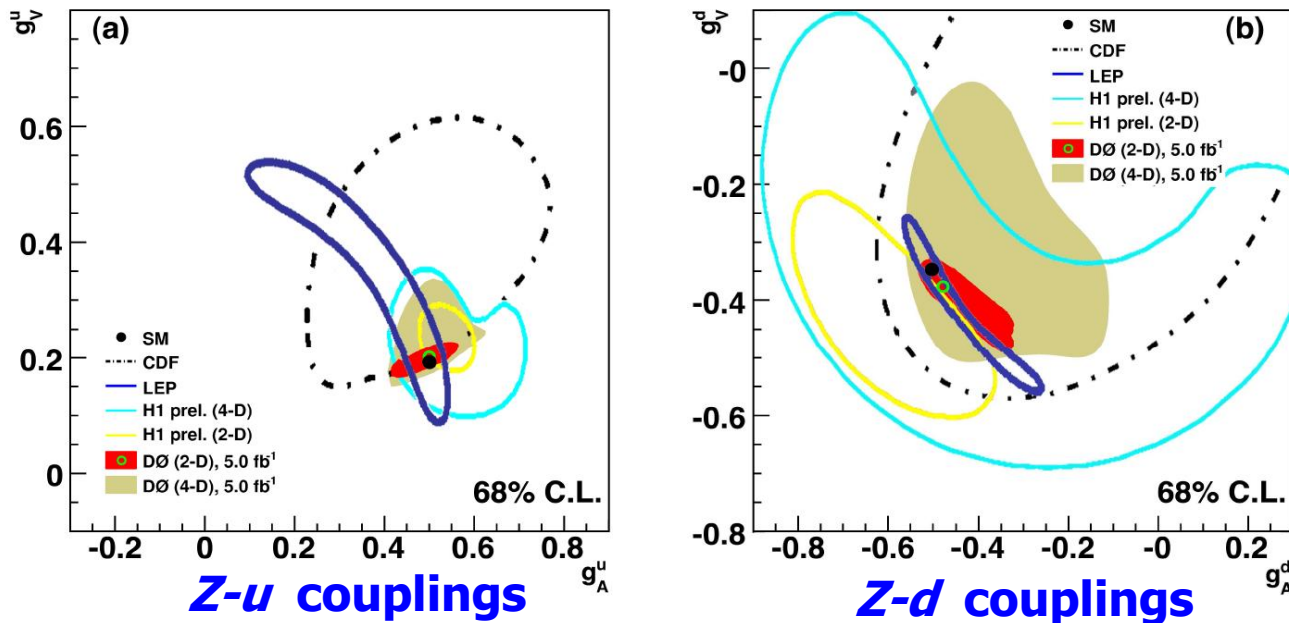 (a)
g_V^u
0.6
0.4
0.2
0
SM
CDF
LEP
H1 prel. (4-D)
H1 prel. (2-D)
DØ (2-D), 5.0 fb⁻¹
DØ (4-D), 5.0 fb⁻¹
68% C.L.
-0.2 0 0.2 0.4 0.6 0.8
g_A^u
Z-u couplings
(b)
g_V^d
-0
-0.2
-0.4
-0.6
-0.8
SM
CDF
LEP
H1 prel. (4-D)
H1 prel. (2-D)
DØ (2-D), 5.0 fb⁻¹
DØ (4-D), 5.0 fb⁻¹
68% C.L.
-0.8 -0.6 -0.4 -0.2 -0 0.2
g_A^d
Z-d couplings